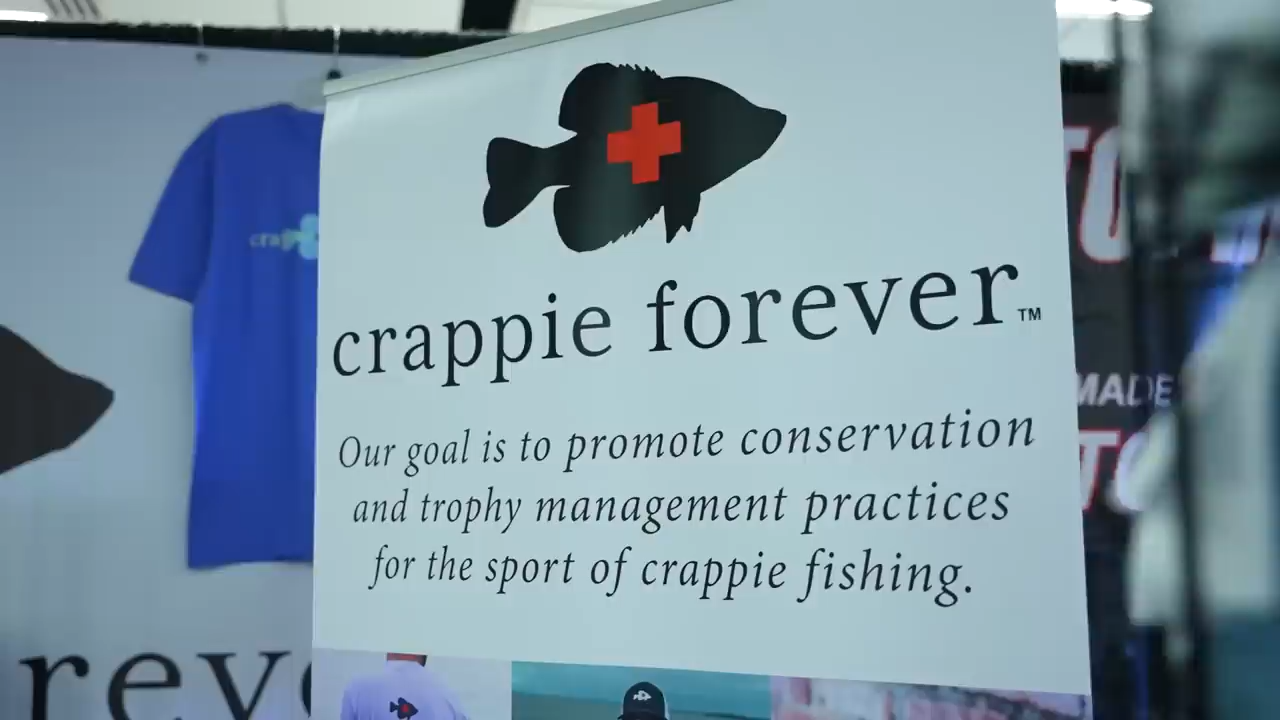 crappie forever™
Our goal is to promote conservation
and trophy management practices
for the sport of crappie fishing.
MADE